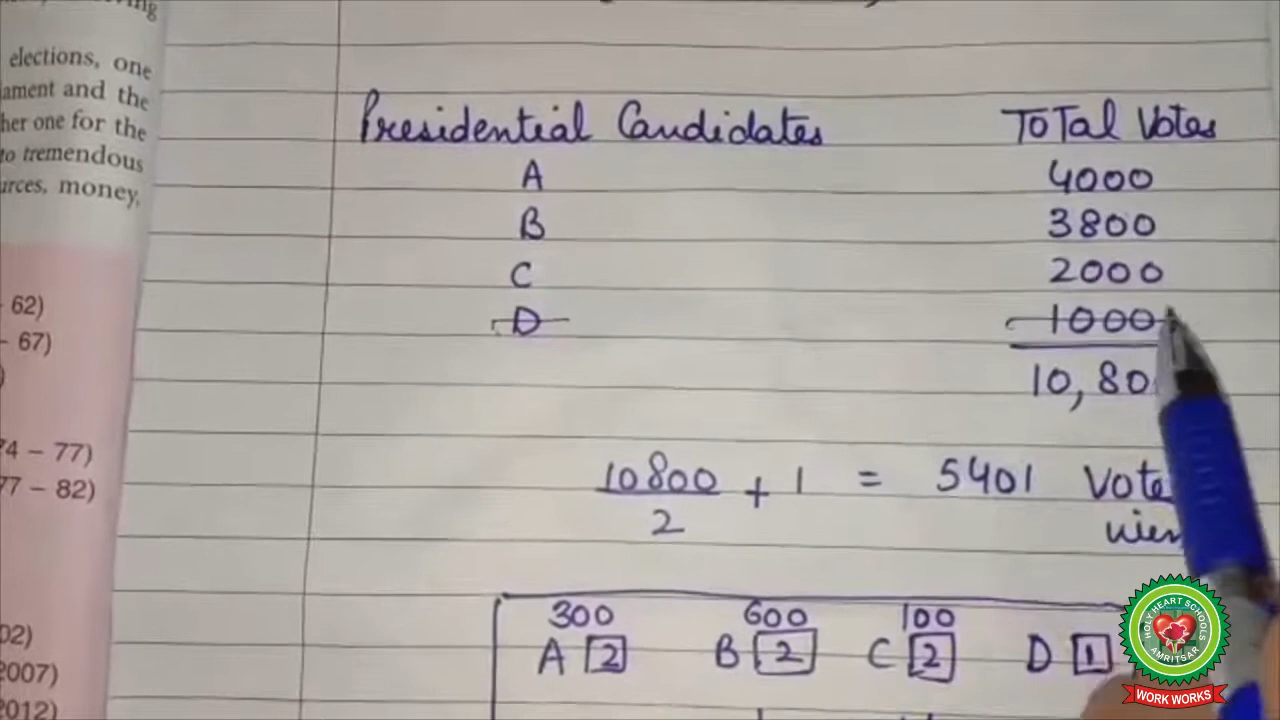 elections, one
ament and the
her one for the
to tremendous
urces, money,
62)
– 67)
74 – 77)
77 – 82)
02)
2007)
2012)
Presidential Candidates Total Votes
A 4000
B 3800
C 2000
D 1000
10,80
10800
2
+ 1 = 5401 Vote
300 600 100
A 2 B 2 C 2 D 1
HOLY HEART SCHOOLS
AMRITSAR
WORK WORKS